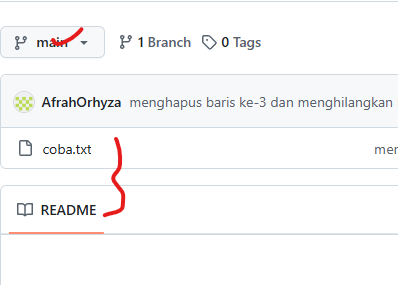 main
1 Branch
0 Tags
AfrahOrhyza menghapus baris ke-3 dan menghilangkan
coba.txt
README